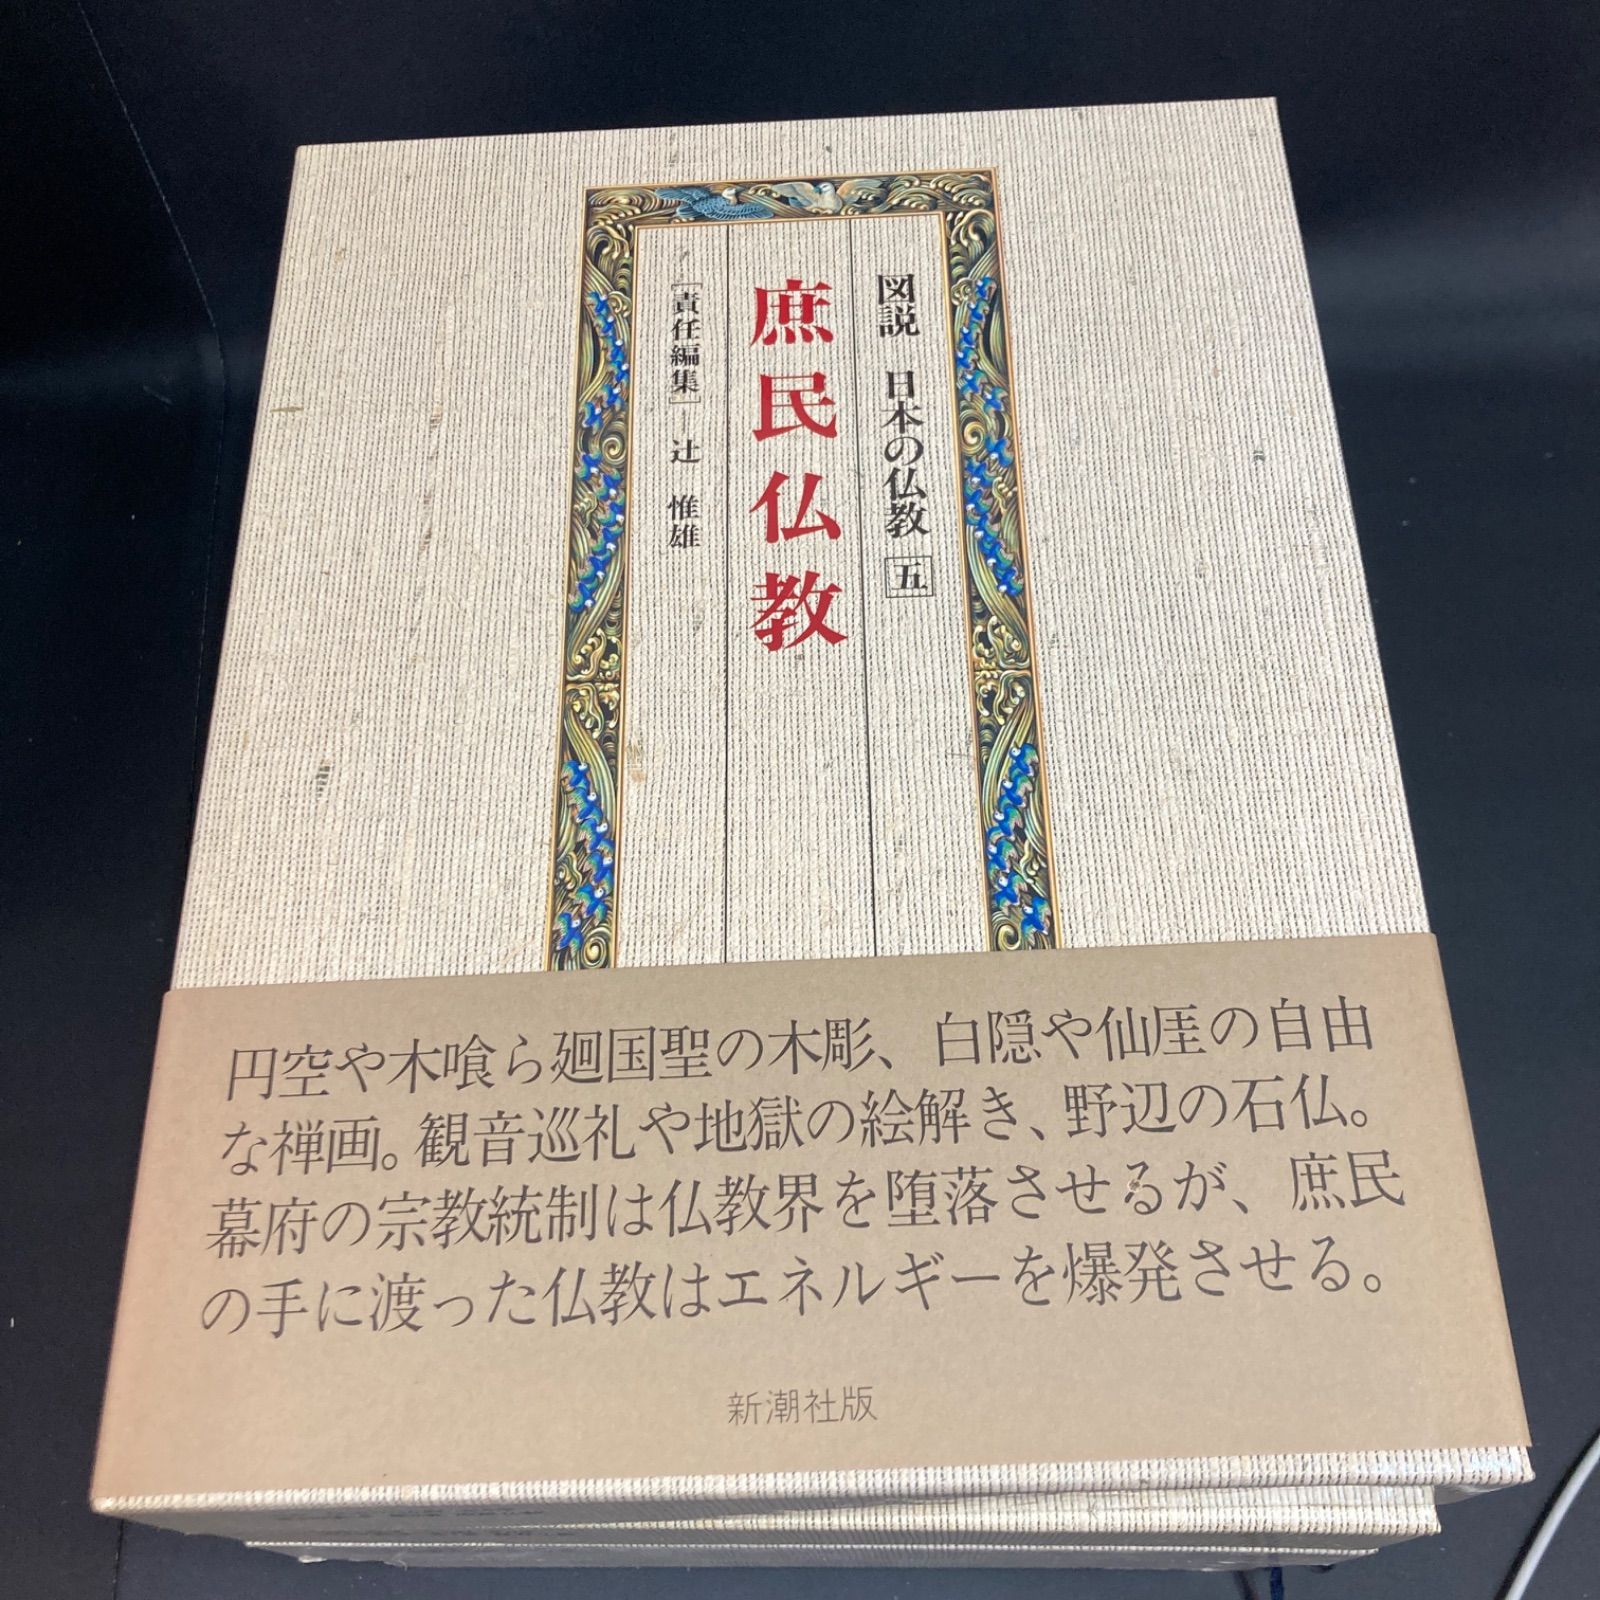 図説 日本の仏教 五
庶民仏教
[責任編集]―辻 惟雄
円空や木喰ら廻国聖の木彫、白隠や仙厓の自由
な禅画。観音巡礼や地獄の絵解き、野辺の石仏。
幕府の宗教統制は仏教界を堕落させるが、庶民
の手に渡った仏教はエネルギーを爆発させる。
新潮社版